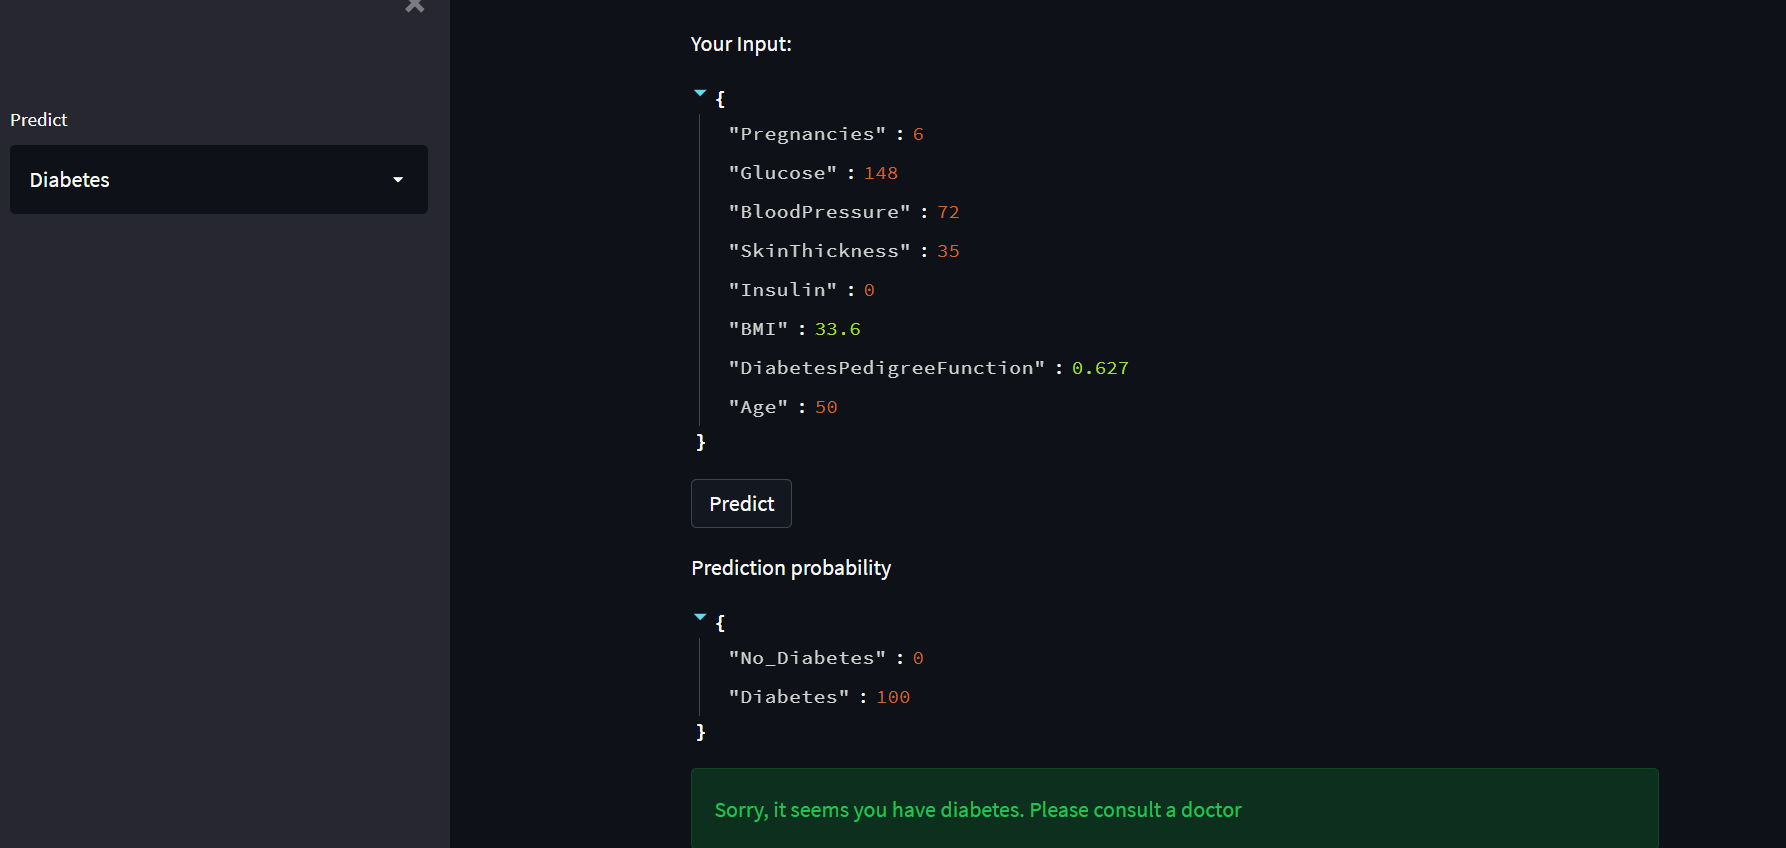 Predict
Diabetes
Your Input:
{
"Pregnancies" : 6
"Glucose" : 148
"BloodPressure" : 72
"SkinThickness" : 35
"Insulin" : 0
"BMI" : 33.6
"DiabetesPedigreeFunction" : 0.627
"Age" : 50
}
Predict
Prediction probability
{
"No_Diabetes" : 0
"Diabetes" : 100
}
Sorry, it seems you have diabetes. Please consult a doctor